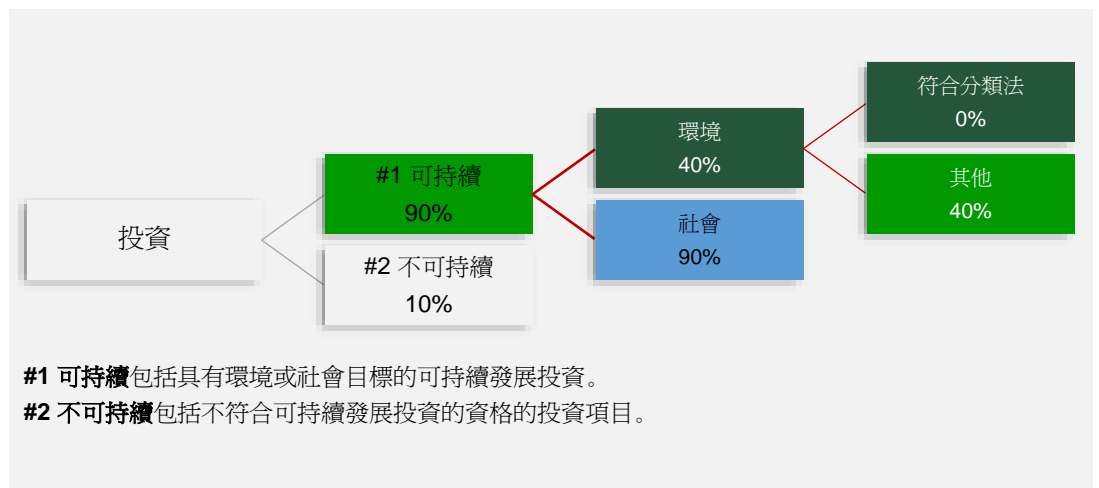 投資
#1 可持續
90%
#2 不可持續
10%
環境
40%
社會
90%
符合分類法
0%
其他
40%
#1 可持續包括具有環境或社會目標的可持續發展投資。
#2 不可持續包括不符合可持續發展投資的資格的投資項目。